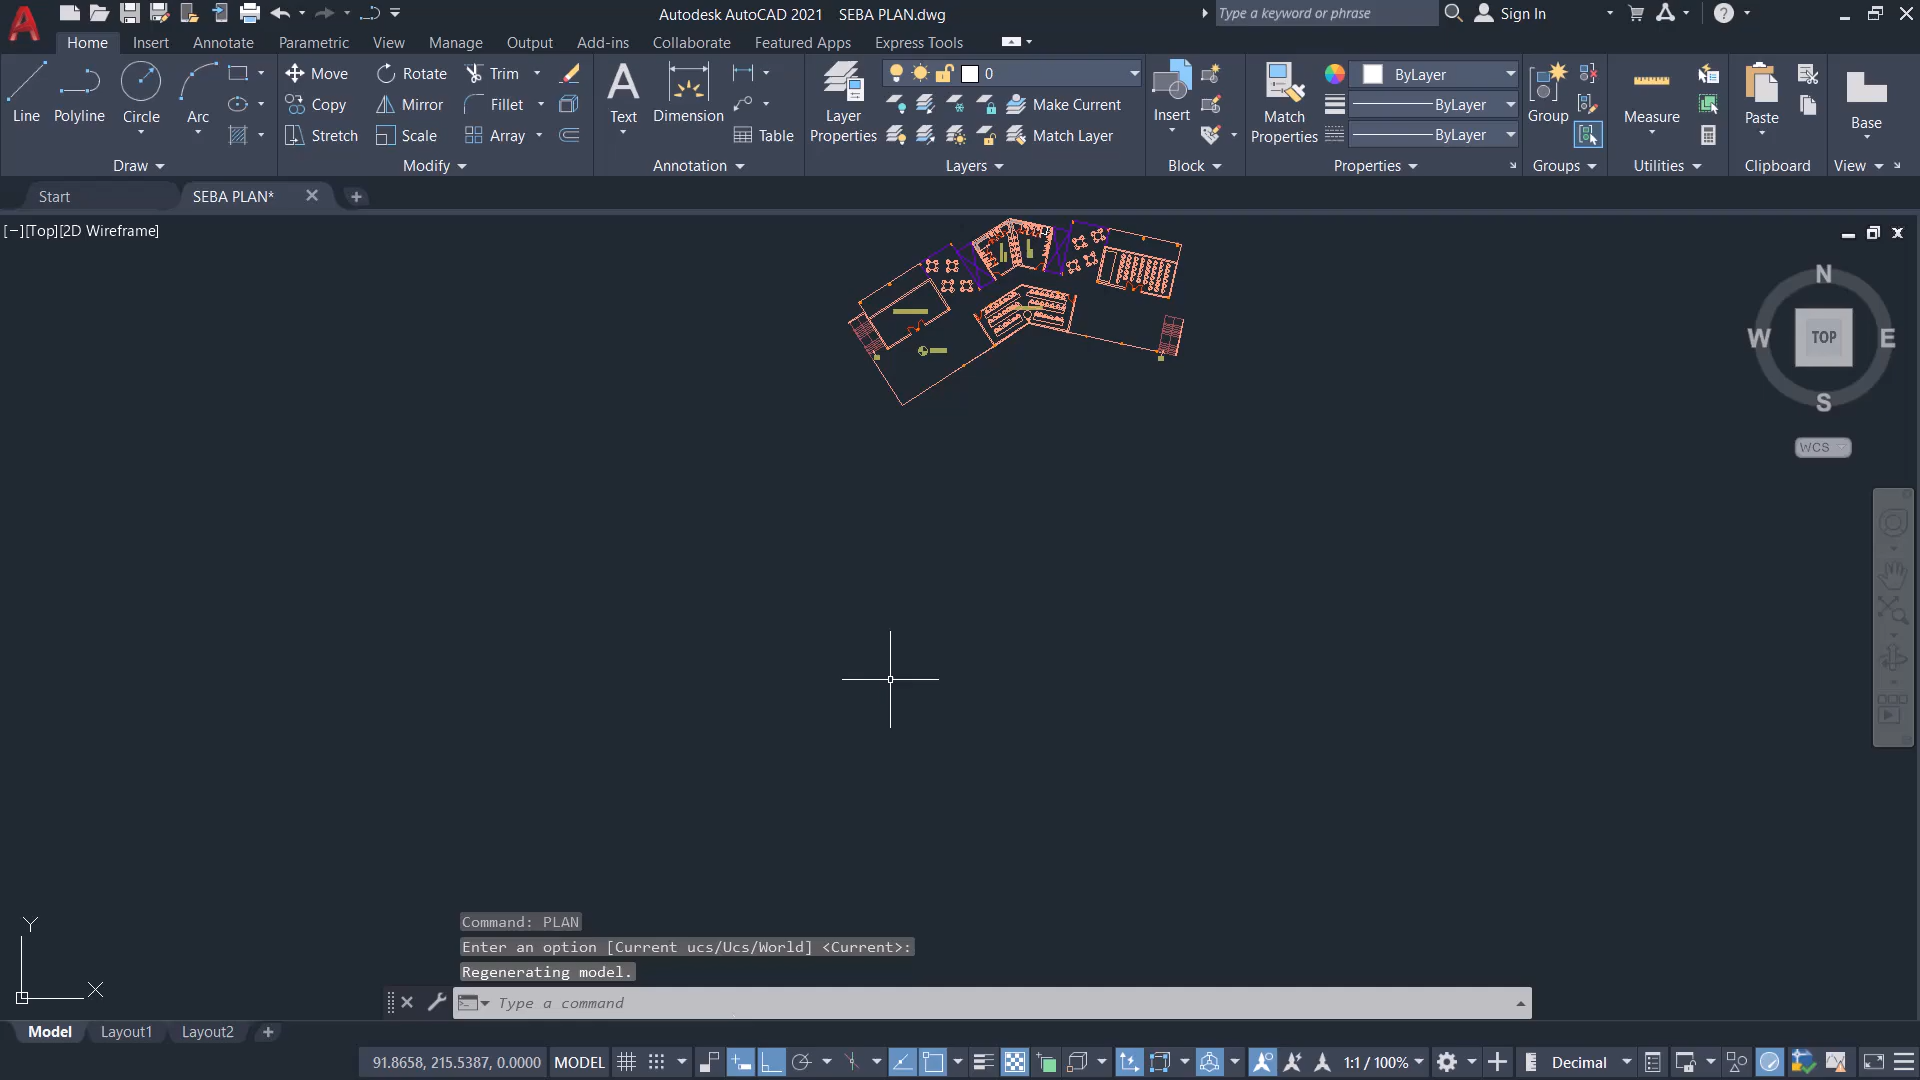 Autodesk AutoCAD 2021 SEBA PLAN.dwg
Type a keyword or phrase
Sign In
Home Insert Annotate Parametric View Manage Output Add-ins Collaborate Featured Apps Express Tools
Line Polyline Circle Arc
Move Rotate Trim
Copy Mirror Fillet
Stretch Scale Array
Text Dimension Table
Layer Properties
0
Make Current
Match Layer
Insert
Match Properties
ByLayer
ByLayer
ByLayer
Group Measure Paste Base
Draw Modify Annotation Layers Block Properties Groups Utilities Clipboard View
Start SEBA PLAN*
[−][Top][2D Wireframe]
N
W TOP E
S
WCS
Y
X
Command: PLAN
Enter an option [Current ucs/Ucs/World] <Current>:
Regenerating model.
Type a command
Model Layout1 Layout2
91.8658, 215.5387, 0.0000 MODEL 1:1 / 100% Decimal